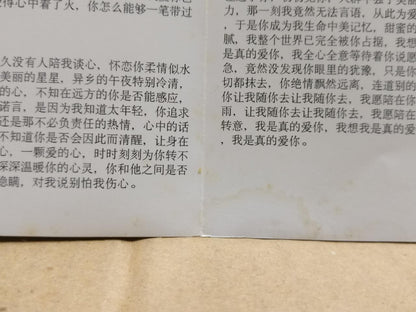 得心中看了火，你怎么能够一笔带过
久没有人陪我谈心，怀恋你柔情似水
美丽的星星，异乡的午夜特别冷清，
的心，不知在远方的你是否能感应，
诺言，是因为我知道太年轻，你追求
还是那不必负责任的热情，心中的话
不知道你是否会因此而清醒，让身在
心，一颗爱的心，时时刻刻为你转不
深深温暖你的心灵，你和他之间是否
隐瞒，对我说别怕我伤心。
力，那一刻我竟然无法言语，从此为爱
，于是你成为我生命中美记忆，甜蜜的
腻，我整个世界已完全被你占据，我想
是真的爱你，我全心全意等待着你说愿
急，竟然没发现你眼里的犹豫，只是你
切都抹去，你绝情飘然远离，连道别的
你让我随你去让我随你去，我愿陪在你
雨，让我随你去让我随你去，我愿陪在
转意，我是真的爱你，我想我是真的爱
，我是真的爱你。